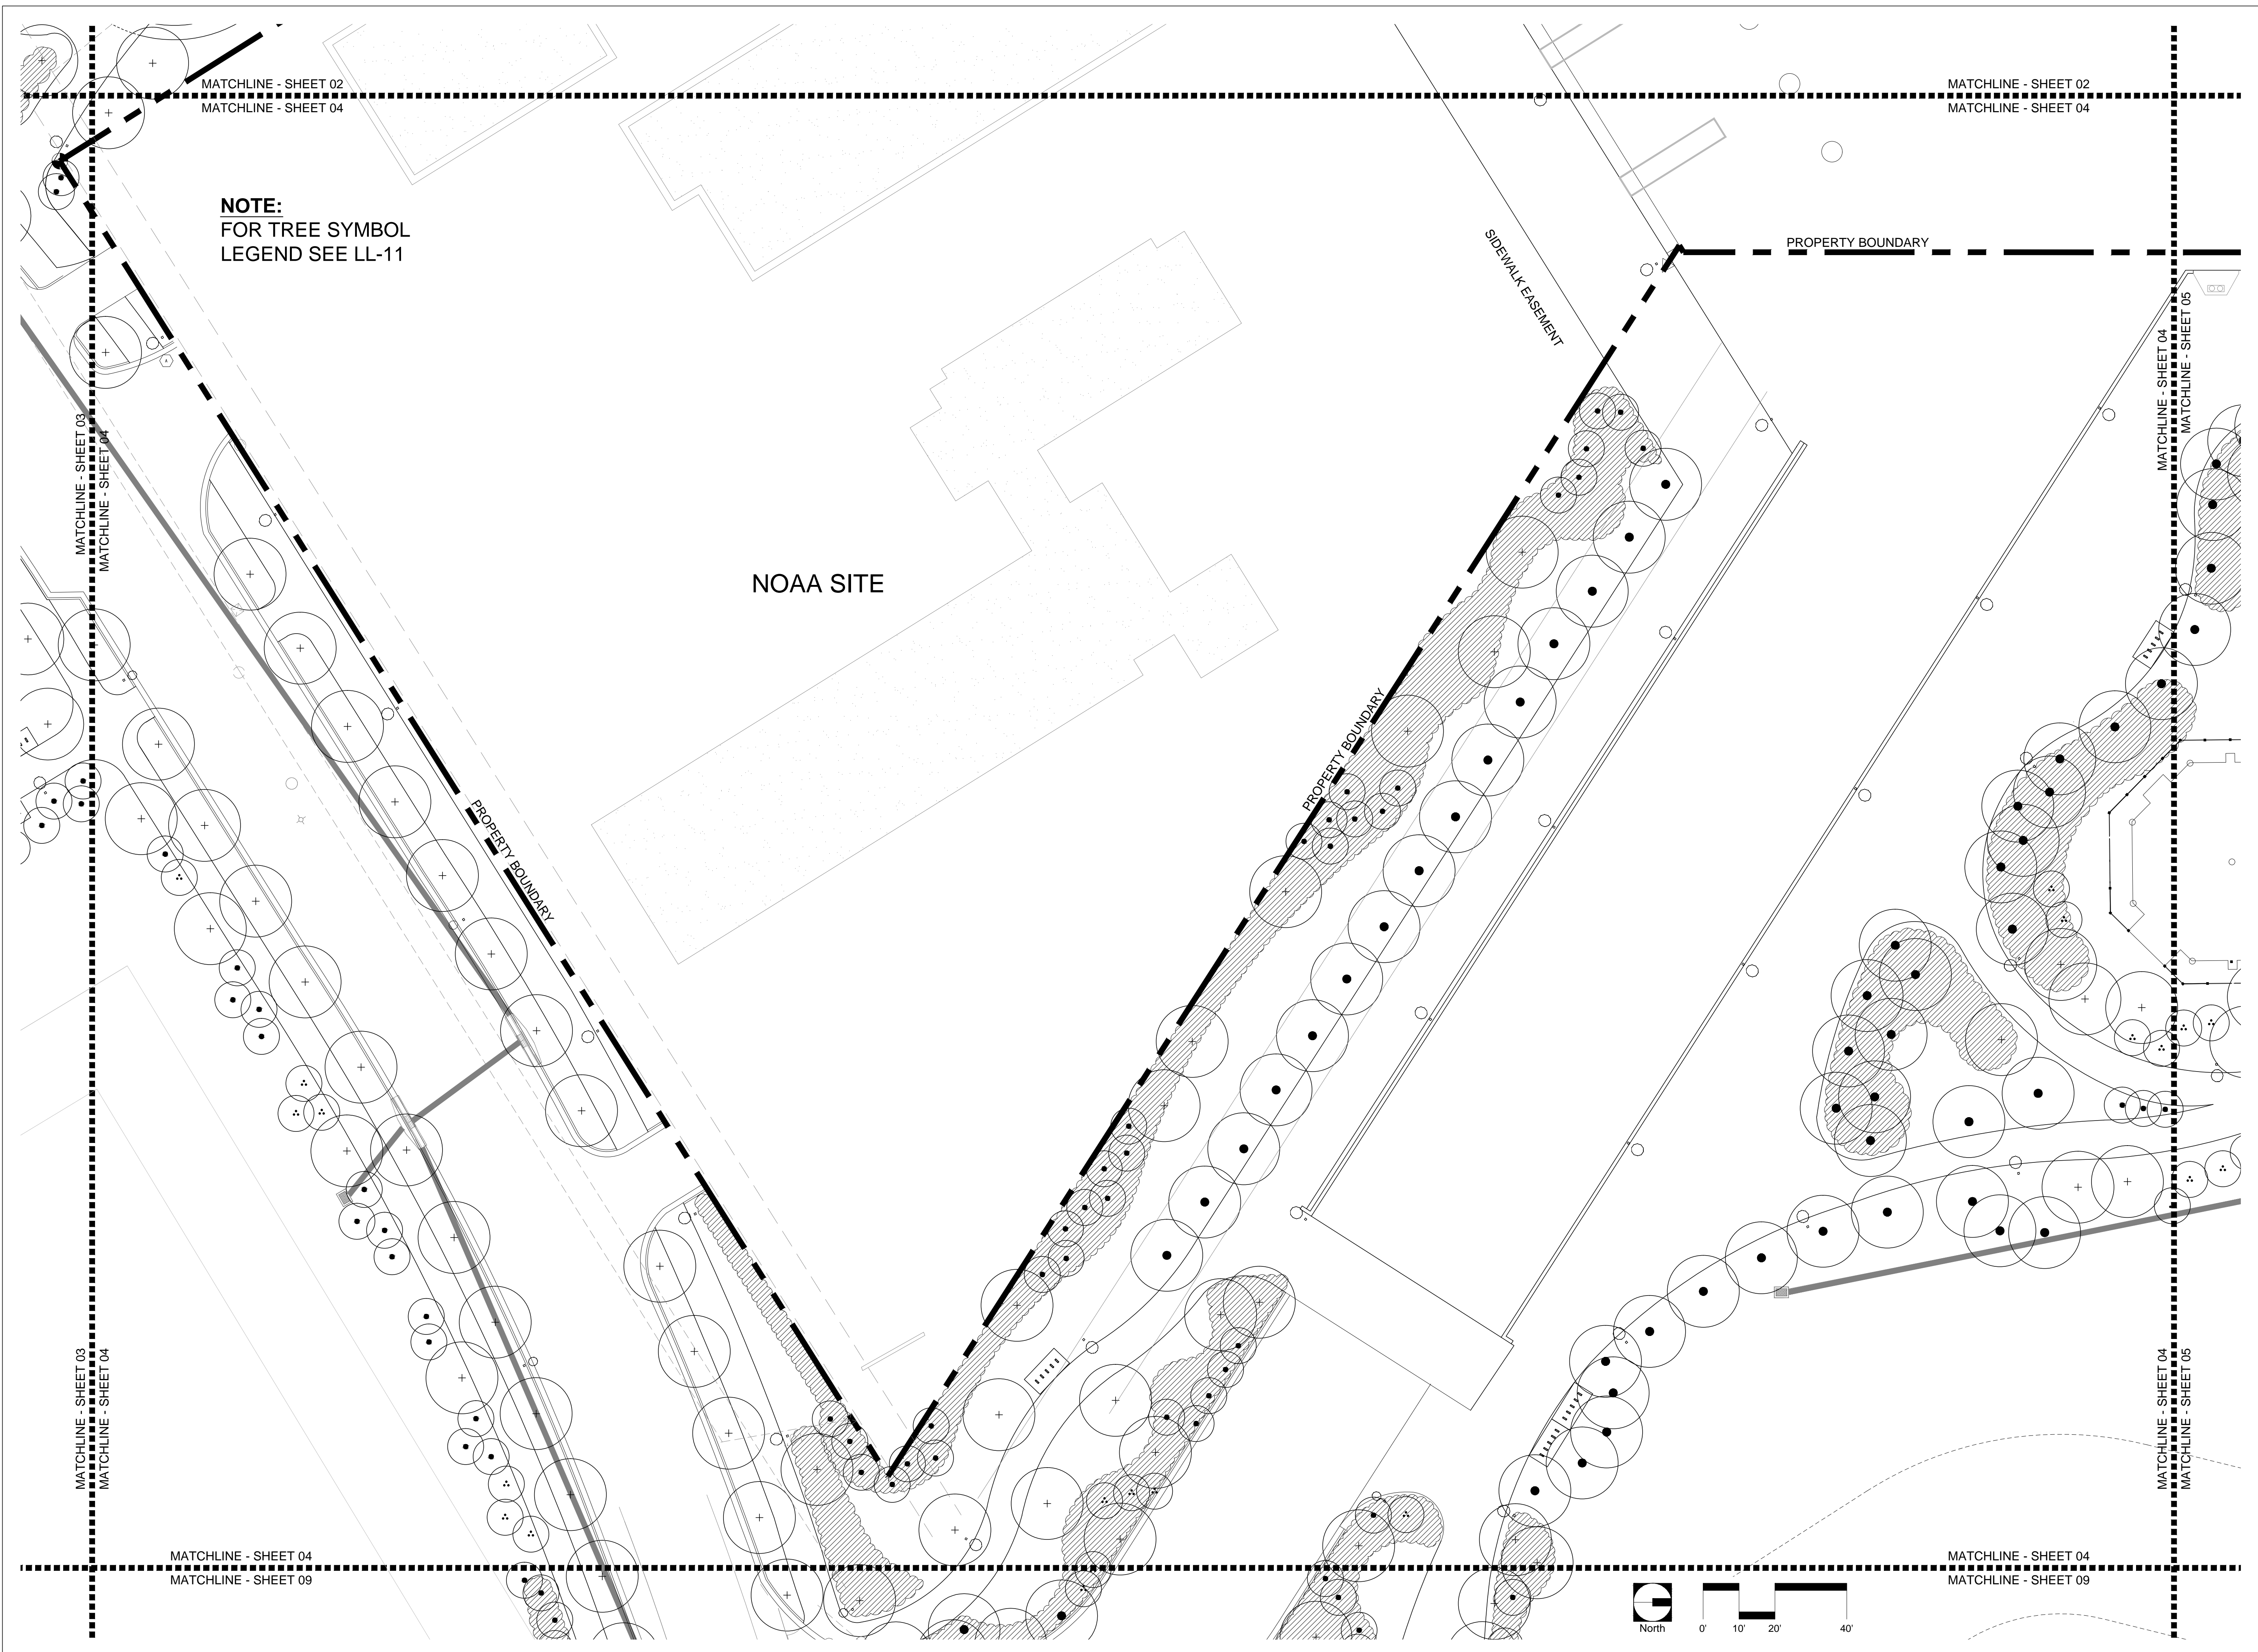 MATCHLINE - SHEET 02
MATCHLINE - SHEET 04
MATCHLINE - SHEET 02
MATCHLINE - SHEET 04
NOTE:
FOR TREE SYMBOL
LEGEND SEE LL-11
SIDEWALK EASEMENT
PROPERTY BOUNDARY
MATCHLINE - SHEET 03
MATCHLINE - SHEET 04
MATCHLINE - SHEET 04
MATCHLINE - SHEET 05
NOAA SITE
PROPERTY BOUNDARY
PROPERTY BOUNDARY
MATCHLINE - SHEET 03
MATCHLINE - SHEET 04
MATCHLINE - SHEET 04
MATCHLINE - SHEET 05
MATCHLINE - SHEET 04
MATCHLINE - SHEET 09
MATCHLINE - SHEET 04
MATCHLINE - SHEET 09
North
0' 10' 20' 40'